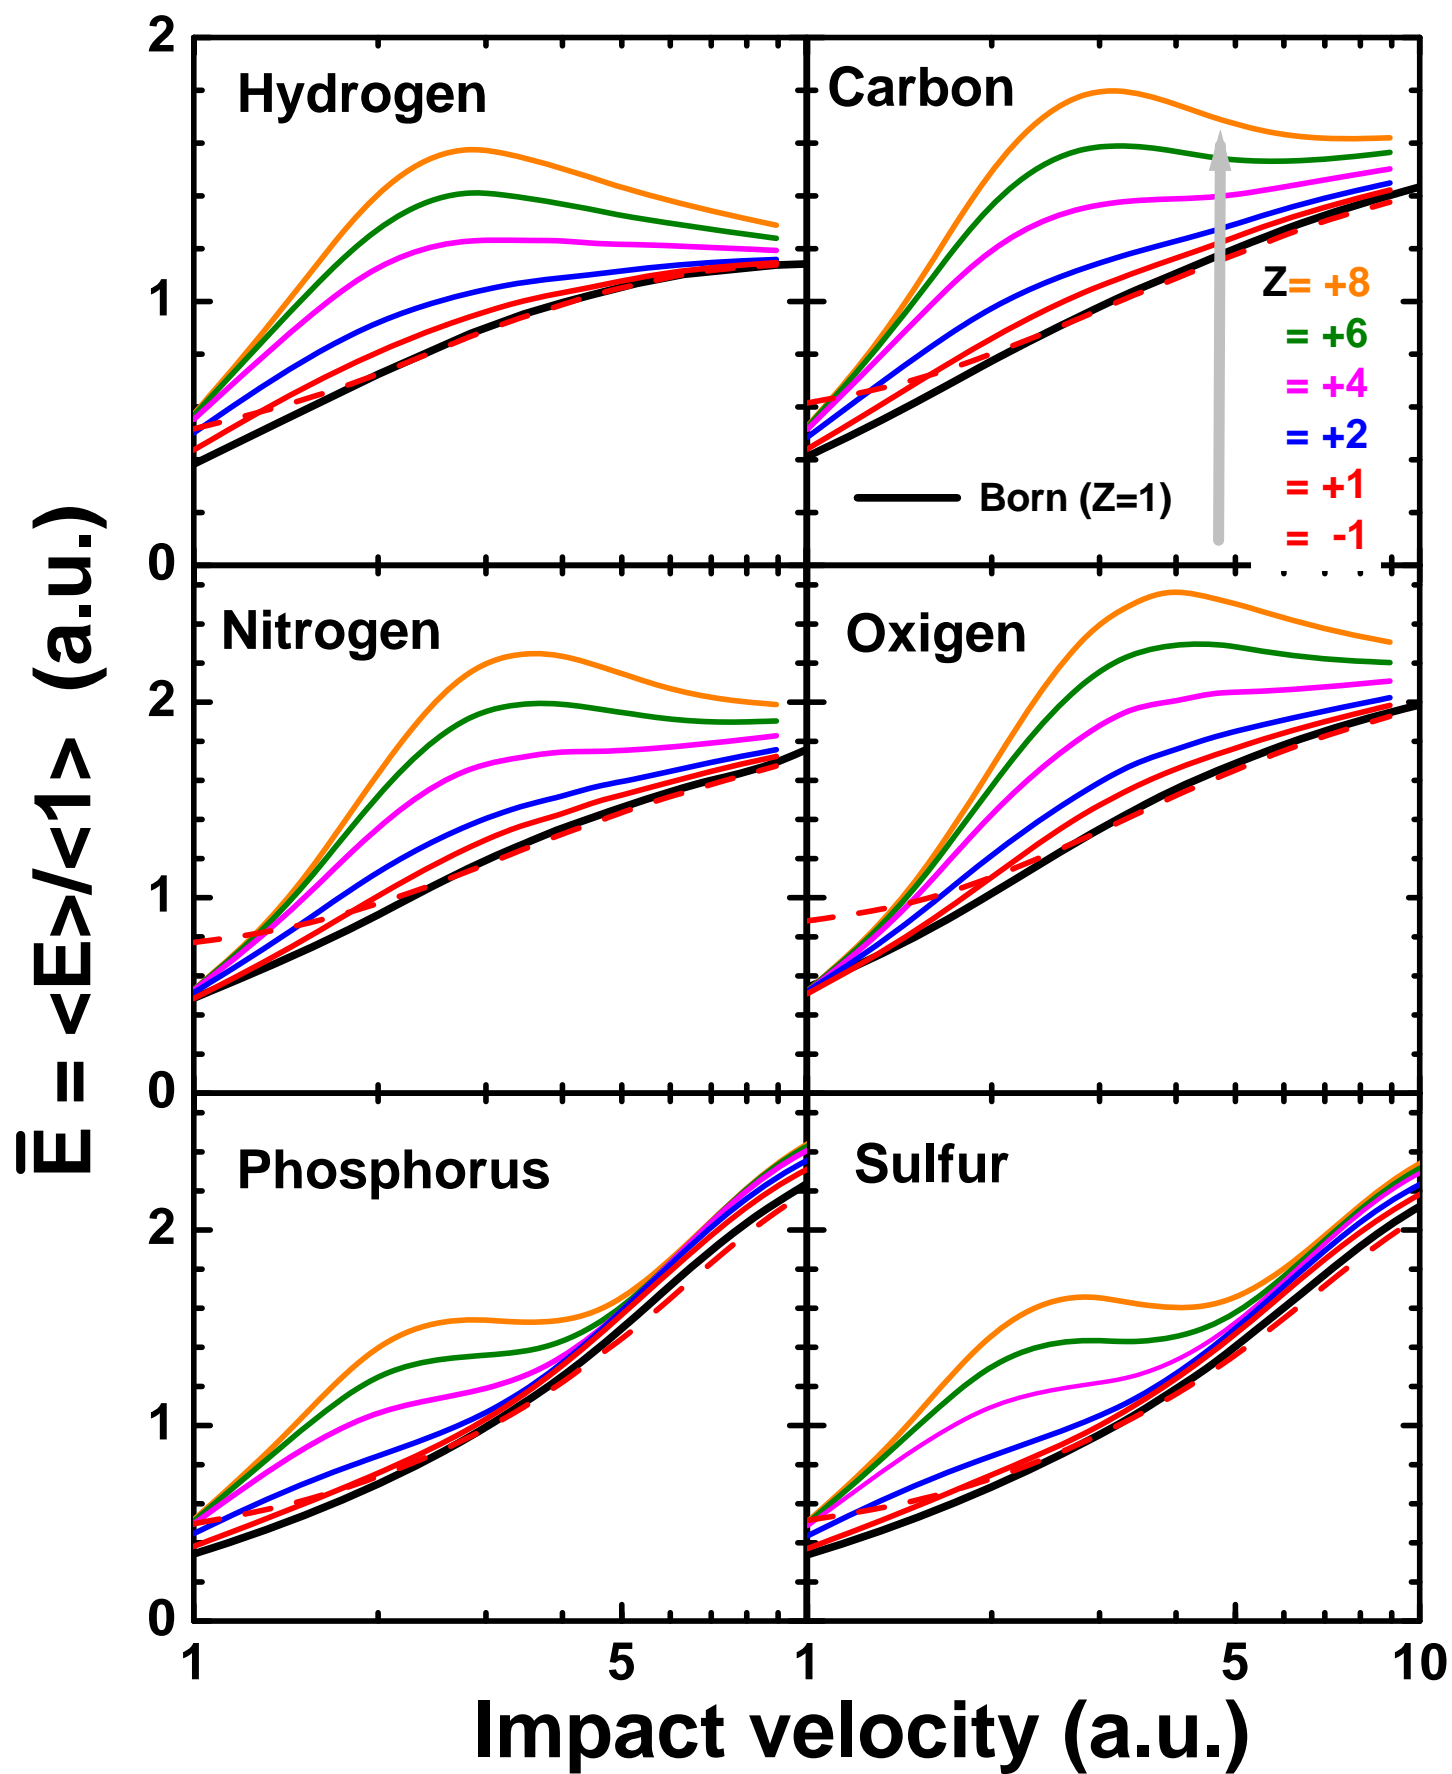 2
Hydrogen
Carbon
1
Z= +8
= +6
= +4
= +2
= +1
= -1
Born (Z=1)
0
Nitrogen
Oxigen
2
1
0
Phosphorus
Sulfur
2
1
0
1
5
1
5
10
Impact velocity (a.u.)
E̅ = <E>/<1> (a.u.)